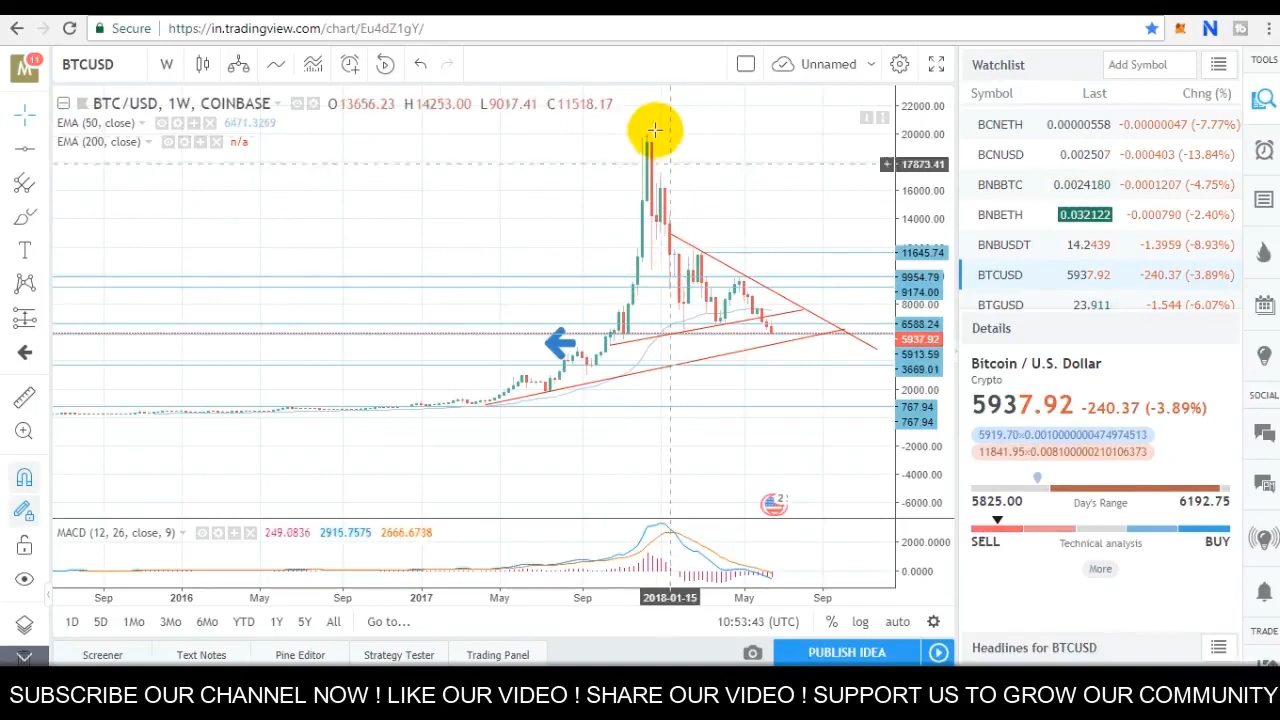 Secure
https://in.tradingview.com/chart/Eu4dZ1gY/
N
M
11
BTCUSD
W
Unnamed
BTC/USD, 1W, COINBASE
O13656.23 H14253.00 L9017.41 C11518.17
EMA (50, close)
6471.3269
EMA (200, close)
n/a
22000.00
20000.00
17873.41
16000.00
14000.00
11645.74
9954.79
9174.00
8000.00
6588.24
5937.92
5913.59
3669.01
2000.00
767.94
767.94
-2000.00
-4000.00
-6000.00
MACD (12, 26, close, 9)
249.0836 2915.7575 2666.6738
2000.0000
0.0000
Sep 2016 May Sep 2017 May Sep 2018-01-15 May Sep
1D 5D 1Mo 3Mo 6Mo YTD 1Y 5Y All Go to...
10:53:43 (UTC) % log auto
Screener Text Notes Pine Editor Strategy Tester Trading Panel
PUBLISH IDEA
Watchlist
Add Symbol
Symbol Last Chng (%)
BCNETH 0.00000558 -0.00000047 (-7.77%)
BCNUSD 0.002507 -0.000403 (-13.84%)
BNBBTC 0.0024180 -0.0001207 (-4.75%)
BNBETH 0.032122 -0.000790 (-2.40%)
BNBUSDT 14.2439 -1.3959 (-8.93%)
BTCUSD 5937.92 -240.37 (-3.89%)
BTGUSD 23.911 -1.544 (-6.07%)
Details
Bitcoin / U.S. Dollar
Crypto
5937.92 -240.37 (-3.89%)
5919.70×0.0010000000474974513
11841.95×0.008100000210106373
5825.00 Day's Range 6192.75
SELL Technical analysis BUY
More
Headlines for BTCUSD
TOOLS
SOCIAL
TRADE
SUBSCRIBE OUR CHANNEL NOW ! LIKE OUR VIDEO ! SHARE OUR VIDEO ! SUPPORT US TO GROW OUR COMMUNITY